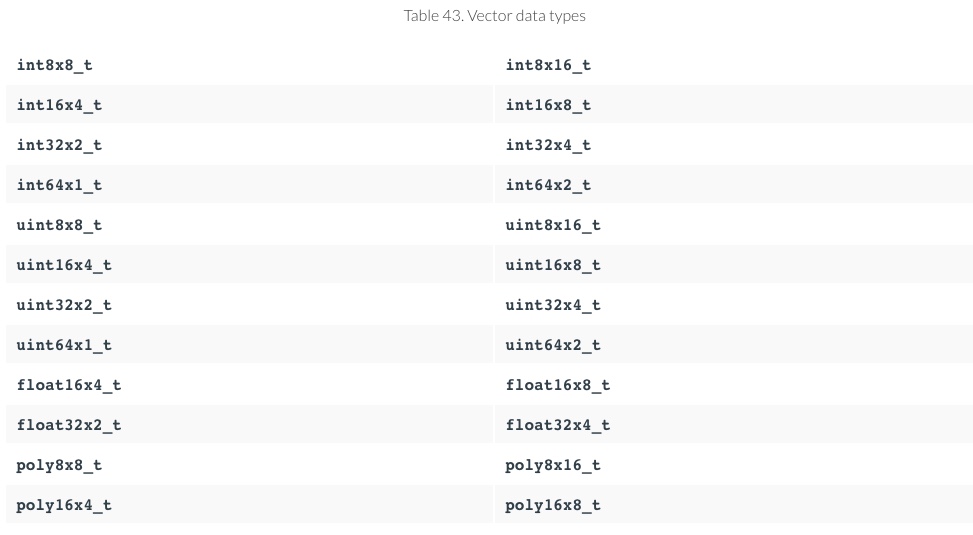 Table 43. Vector data types
int8x8_t int8x16_t
int16x4_t int16x8_t
int32x2_t int32x4_t
int64x1_t int64x2_t
uint8x8_t uint8x16_t
uint16x4_t uint16x8_t
uint32x2_t uint32x4_t
uint64x1_t uint64x2_t
float16x4_t float16x8_t
float32x2_t float32x4_t
poly8x8_t poly8x16_t
poly16x4_t poly16x8_t